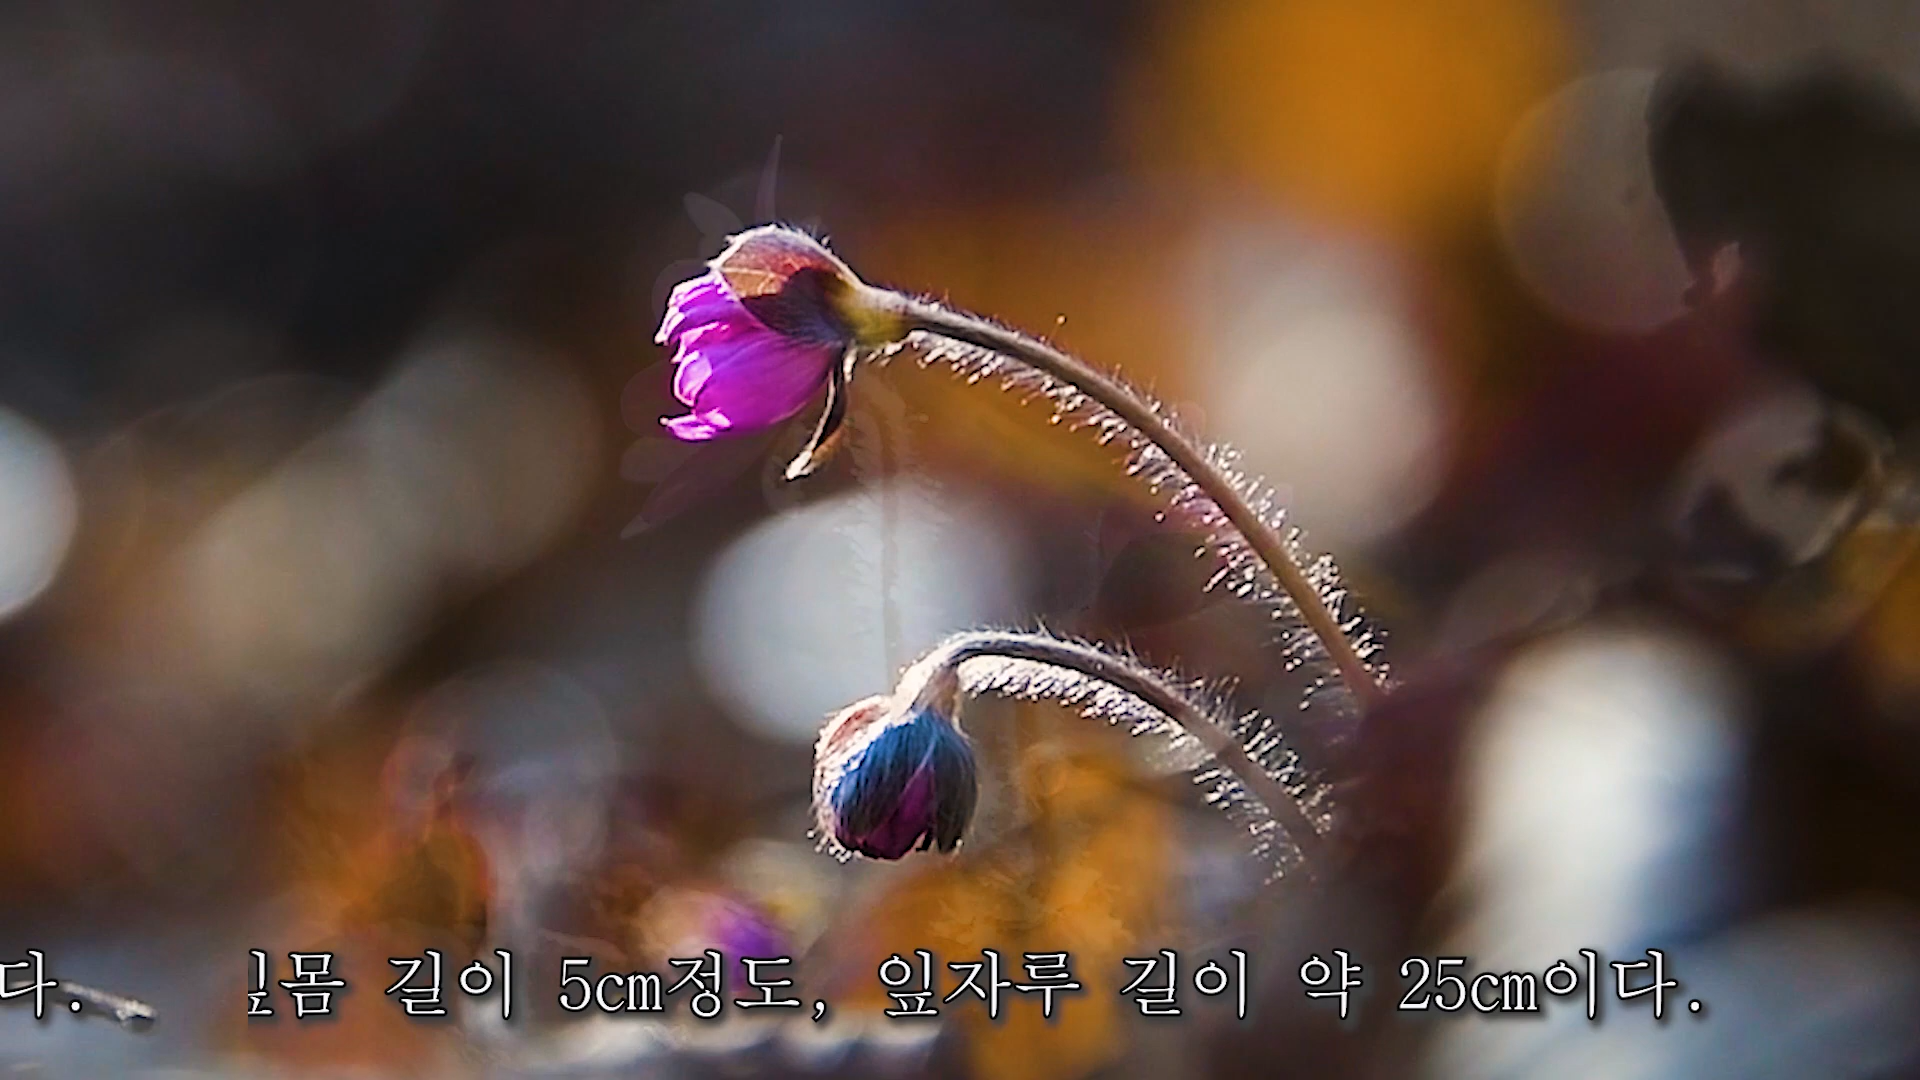 다. 잎몸 길이 5cm정도, 잎자루 길이 약 25cm이다.